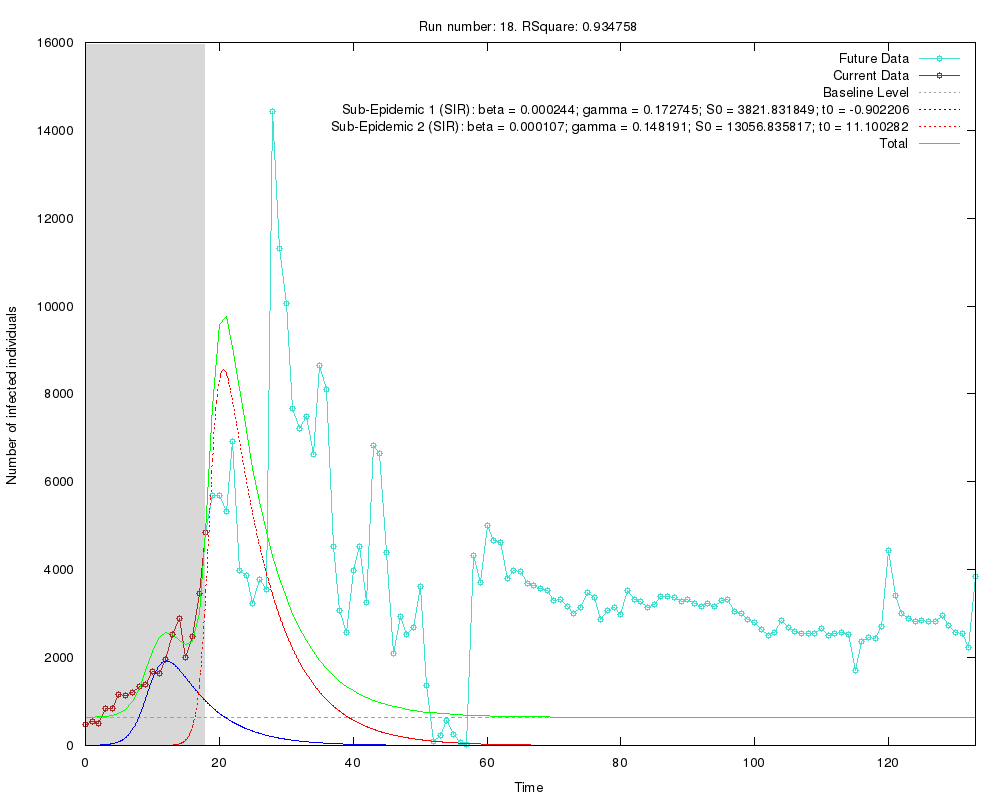 Run number: 18. RSquare: 0.934758
16000
14000
12000
10000
8000
6000
4000
2000
0
Number of infected individuals
Future Data
Current Data
Baseline Level
Sub-Epidemic 1 (SIR): beta = 0.000244; gamma = 0.172745; S0 = 3821.831849; t0 = -0.902206
Sub-Epidemic 2 (SIR): beta = 0.000107; gamma = 0.148191; S0 = 13056.835817; t0 = 11.100282
Total
0 20 40 60 80 100 120
Time